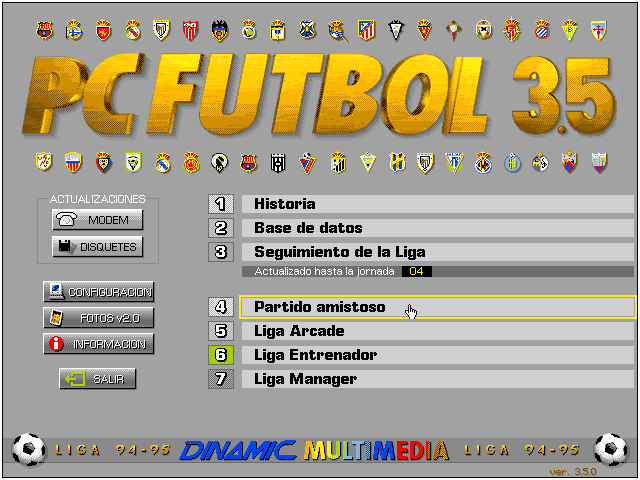 PC FUTBOL 3.5
ACTUALIZACIONES
MODEM
DISQUETES
CONFIGURACION
FOTOS v2.0
INFORMACION
SALIR
1 Historia
2 Base de datos
3 Seguimiento de la Liga
Actualizado hasta la jornada 04
4 Partido amistoso
5 Liga Arcade
6 Liga Entrenador
7 Liga Manager
LIGA 94-95 DINAMIC MULTIMEDIA LIGA 94-95
ver. 3.5.0